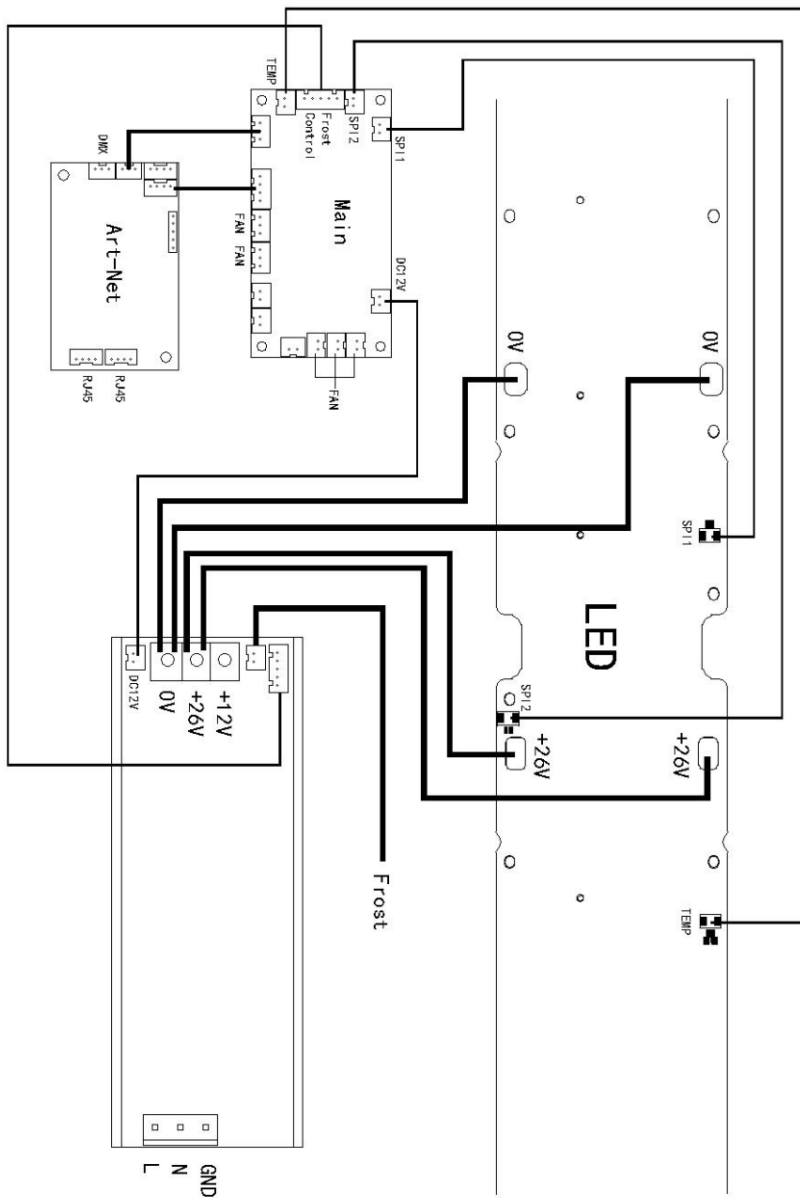 TEMP
Frost
Control
SPI2
SPI1
DMX
Art-Net
Main
FAN
FAN
DC12V
RJ45
RJ45
FAN
0V
0V
SPI1
LED
SPI2
+26V
+26V
DC12V
0V
+26V
+12V
Frost
TEMP
L
N
GND